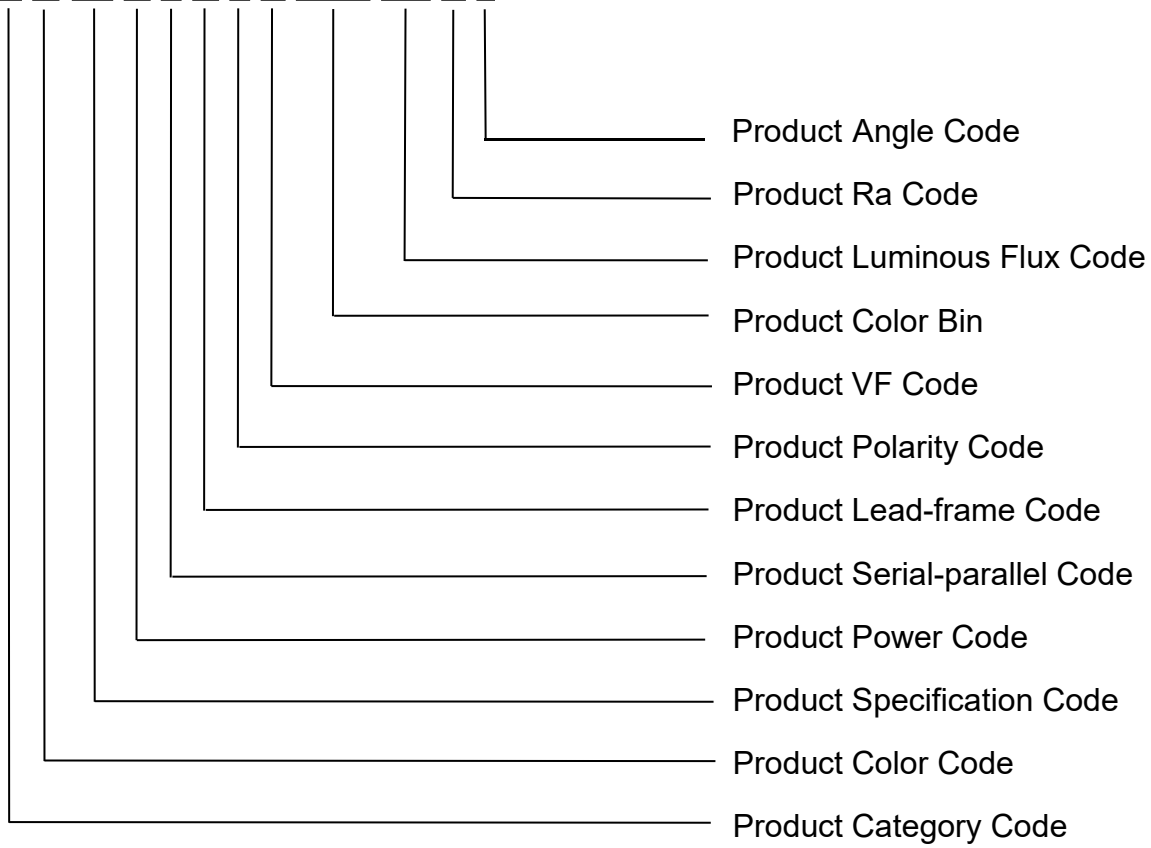 Product Angle Code
Product Ra Code
Product Luminous Flux Code
Product Color Bin
Product VF Code
Product Polarity Code
Product Lead-frame Code
Product Serial-parallel Code
Product Power Code
Product Specification Code
Product Color Code
Product Category Code